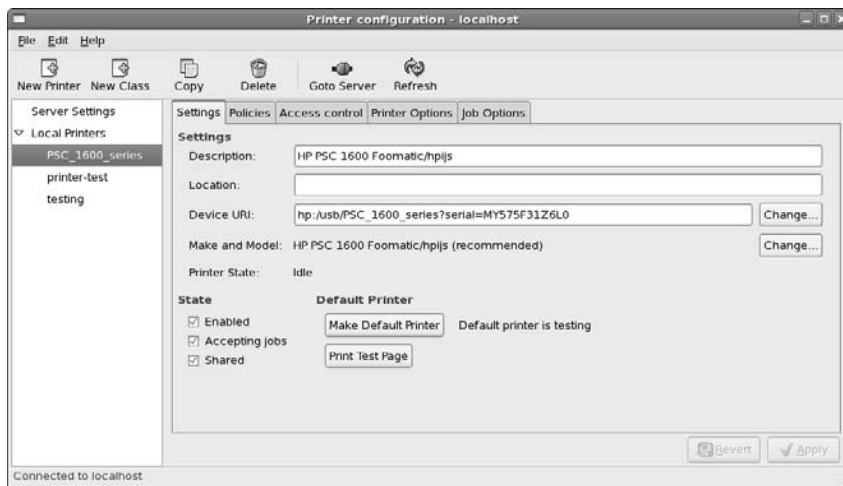 Printer configuration - localhost
File Edit Help
New Printer New Class Copy Delete Goto Server Refresh
Server Settings
Local Printers
PSC_1600_series
printer-test
testing
Settings Policies Access control Printer Options Job Options
Settings
Description: HP PSC 1600 Foomatic/hpijs
Location:
Device URI: hp:/usb/PSC_1600_series?serial=MY575F31Z6L0 Change...
Make and Model: HP PSC 1600 Foomatic/hpijs (recommended) Change...
Printer State: Idle
State Default Printer
Enabled Make Default Printer Default printer is testing
Accepting jobs
Shared Print Test Page
Revert Apply
Connected to localhost